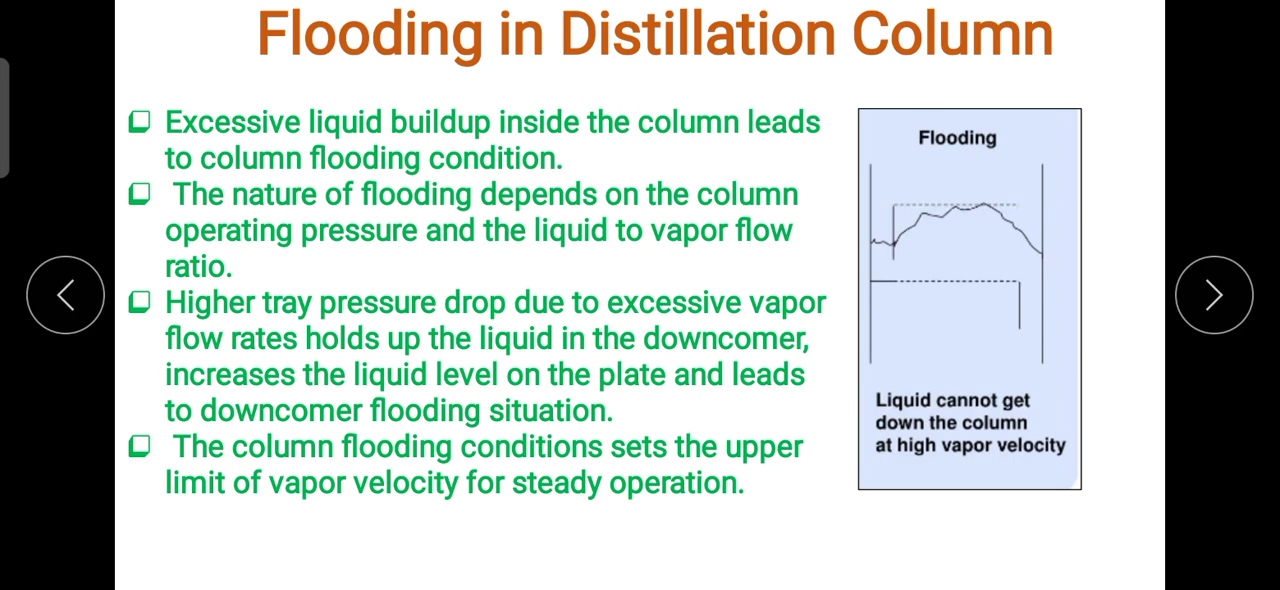 Flooding in Distillation Column
Excessive liquid buildup inside the column leads
to column flooding condition.
The nature of flooding depends on the column
operating pressure and the liquid to vapor flow
ratio.
Higher tray pressure drop due to excessive vapor
flow rates holds up the liquid in the downcomer,
increases the liquid level on the plate and leads
to downcomer flooding situation.
The column flooding conditions sets the upper
limit of vapor velocity for steady operation.
Flooding
Liquid cannot get
down the column
at high vapor velocity